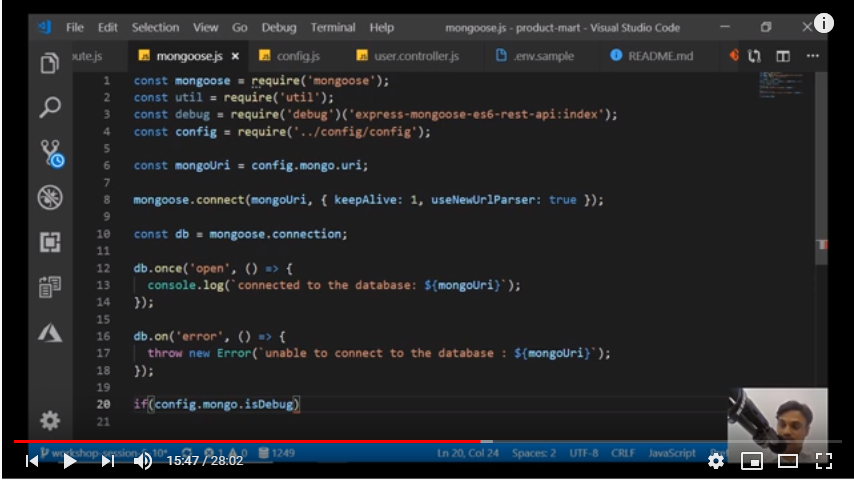 File Edit Selection View Go Debug Terminal Help mongoose.js - product-mart - Visual Studio Code
ute.js mongoose.js config.js user.controller.js .env.sample README.md
1 const mongoose = require('mongoose');
2 const util = require('util');
3 const debug = require('debug')('express-mongoose-es6-rest-api:index');
4 const config = require('../config/config');
5
6 const mongoUri = config.mongo.uri;
7
8 mongoose.connect(mongoUri, { keepAlive: 1, useNewUrlParser: true });
9
10 const db = mongoose.connection;
11
12 db.once('open', () => {
13 console.log(`connected to the database: ${mongoUri}`);
14 });
15
16 db.on('error', () => {
17 throw new Error(`unable to connect to the database : ${mongoUri}`);
18 });
19
20 if(config.mongo.isDebug)
21
workshop-session 1249 Ln 20, Col 24 Spaces: 2 UTF-8 CRLF JavaScript
15:47 / 28:02